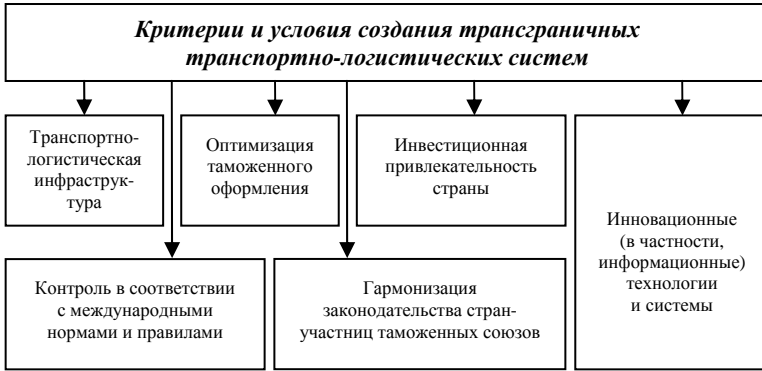 Критерии и условия создания трансграничных
транспортно-логистических систем
Транспортно-
логистическая
инфраструк-
тура
Оптимизация
таможенного
оформления
Инвестиционная
привлекательность
страны
Инновационные
(в частности,
информационные)
технологии
и системы
Контроль в соответствии
с международными
нормами и правилами
Гармонизация
законодательства стран-
участниц таможенных союзов